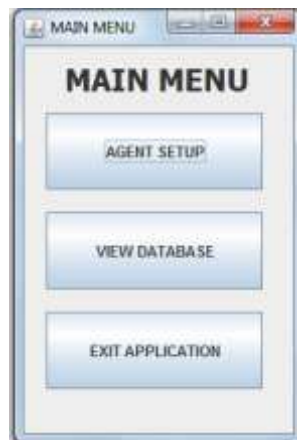 MAIN MENU
MAIN MENU
AGENT SETUP
VIEW DATABASE
EXIT APPLICATION